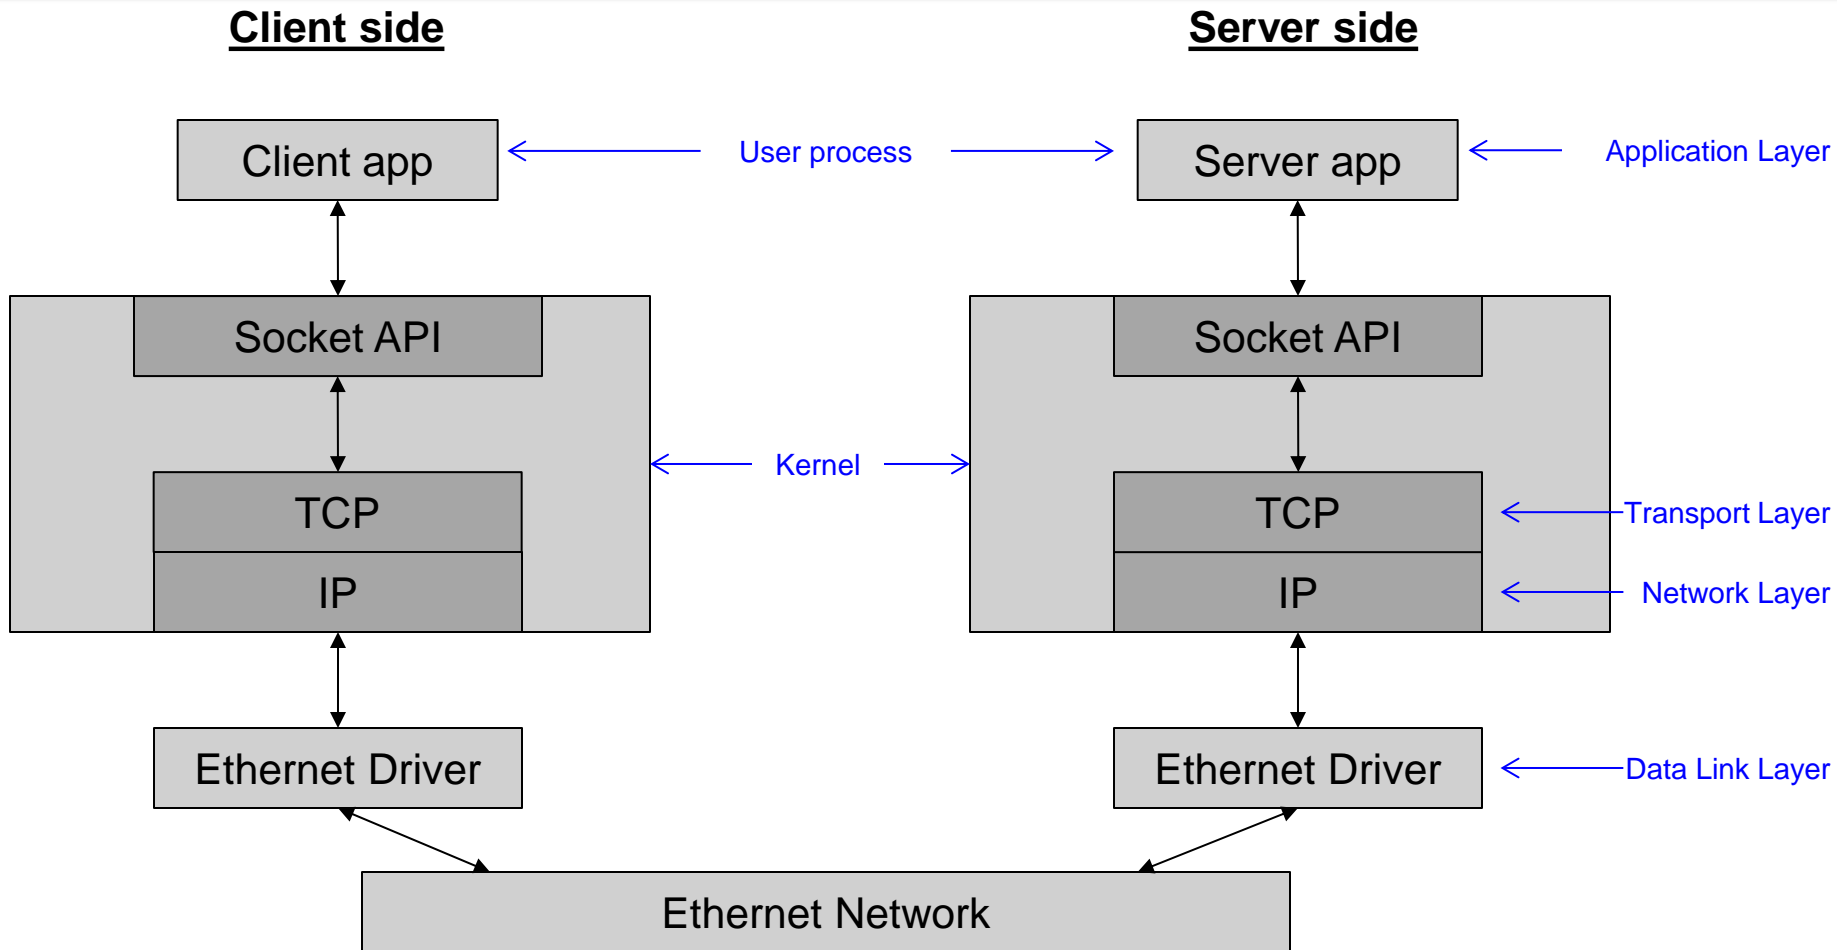 Client side
Server side
Client app
User process
Server app
Application Layer
Socket API
Socket API
Kernel
TCP
TCP
Transport Layer
IP
IP
Network Layer
Ethernet Driver
Ethernet Driver
Data Link Layer
Ethernet Network